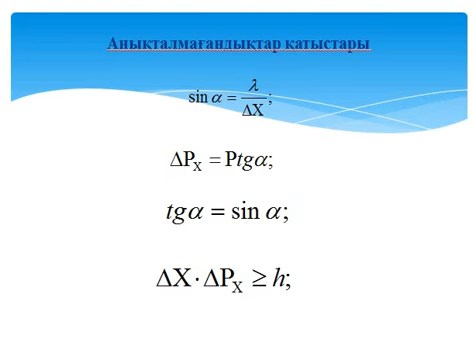 Анықталмағандықтар қатыстары
sin α = λ / ΔX;
ΔP_X = Ptgα;
tgα = sin α;
ΔX · ΔP_X ≥ h;